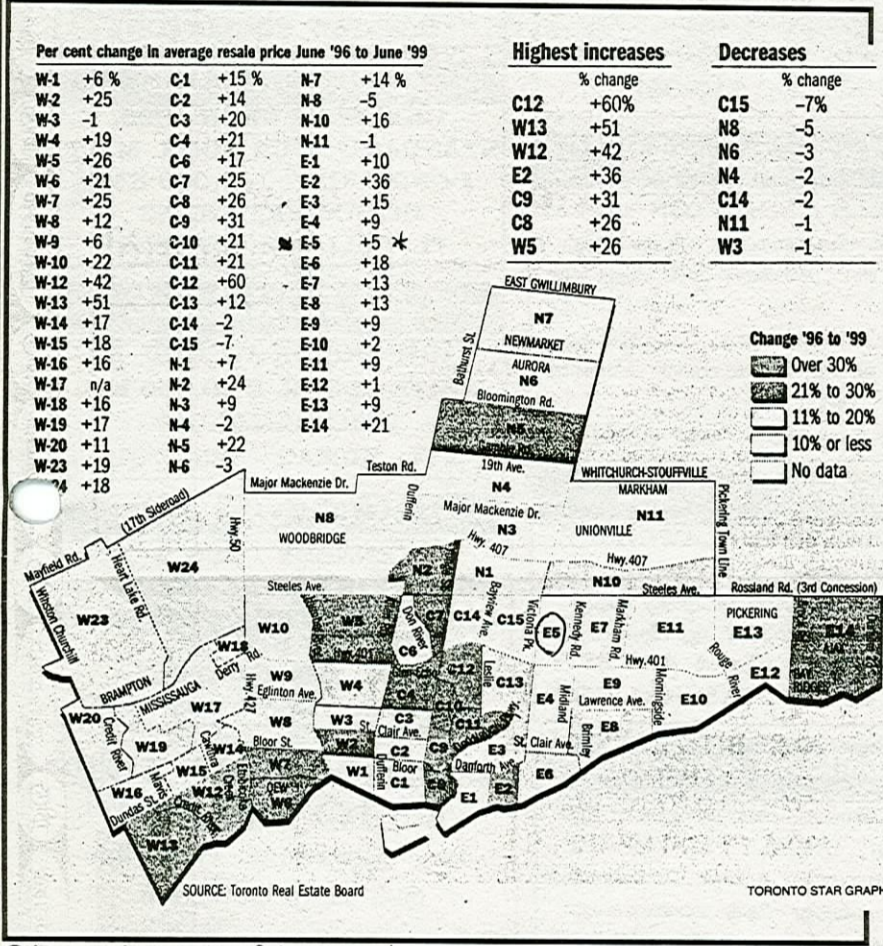 Per cent change in average resale price June '96 to June '99
W-1 +6 %
W-2 +25
W-3 -1
W-4 +19
W-5 +26
W-6 +21
W-7 +25
W-8 +12
W-9 +6
W-10 +22
W-12 +42
W-13 +51
W-14 +17
W-15 +18
W-16 +16
W-17 n/a
W-18 +16
W-19 +17
W-20 +11
W-23 +19
24 +18
C-1 +15 %
C-2 +14
C-3 +20
C-4 +21
C-6 +17
C-7 +25
C-8 +26
C-9 +31
C-10 +21
C-11 +21
C-12 +60
C-13 +12
C-14 -2
C-15 -7
N-1 +7
N-2 +24
N-3 +9
N-4 -2
N-5 +22
N-6 -3
N-7 +14 %
N-8 -5
N-10 +16
N-11 -1
E-1 +10
E-2 +36
E-3 +15
E-4 +9
E-5 +5 *
E-6 +18
E-7 +13
E-8 +13
E-9 +9
E-10 +2
E-11 +9
E-12 +1
E-13 +9
E-14 +21
Highest increases
% change
C12 +60%
W13 +51
W12 +42
E2 +36
C9 +31
C8 +26
W5 +26
Decreases
% change
C15 -7%
N8 -5
N6 -3
N4 -2
C14 -2
N11 -1
W3 -1
Change '96 to '99
Over 30%
21% to 30%
11% to 20%
10% or less
No data
EAST GWILLIMBURY
N7
NEWMARKET
Bathurst St.
AURORA
N6
Bloomington Rd.
N5
19th Ave.
Teston Rd.
WHITCHURCH-STOUFFVILLE
Major Mackenzie Dr.
N4
MARKHAM
(17th Sideroad)
Dufferin
Major Mackenzie Dr.
N11
Pickering Town Line
Hwy. 50
N8
WOODBRIDGE
N3
UNIONVILLE
Hwy. 407
Hwy. 407
Mayfield Rd.
Heart Lake Rd.
W24
N2
N1
N10
Steeles Ave.
Steeles Ave.
Rossland Rd. (3rd Concession)
Winston Churchill
W23
W10
W5
Don River
C7
C14
Bayview Ave.
C15
Victoria Pk.
E5
Kennedy Rd.
E7
Markham Rd.
E11
PICKERING
E13
E14
AJAX
C6
W18
Derry Rd.
Hwy. 401
Hwy.401
Rouge River
BRAMPTON
MISSISSAUGA
Hwy. 427
W9
Eglinton Ave.
W4
C4
C12
Leslie
C13
E4
Midland
E9
Lawrence Ave.
Morningside
E10
E12
W20
Credit River
W17
W8
W3
St. Clair Ave.
C3
C10
C11
E8
Brimley
W19
Cawthra
W14
Bloor St.
W2
C2
C9
E3
St. Clair Ave.
W15
Etobicoke Creek
W7
W1
Dufferin
Bloor
C1
Danforth
E6
W16
Mavis
W12
QEW
W6
C8
E1
E2
Dundas St.
Credit River
W13
SOURCE: Toronto Real Estate Board
TORONTO STAR GRAPH